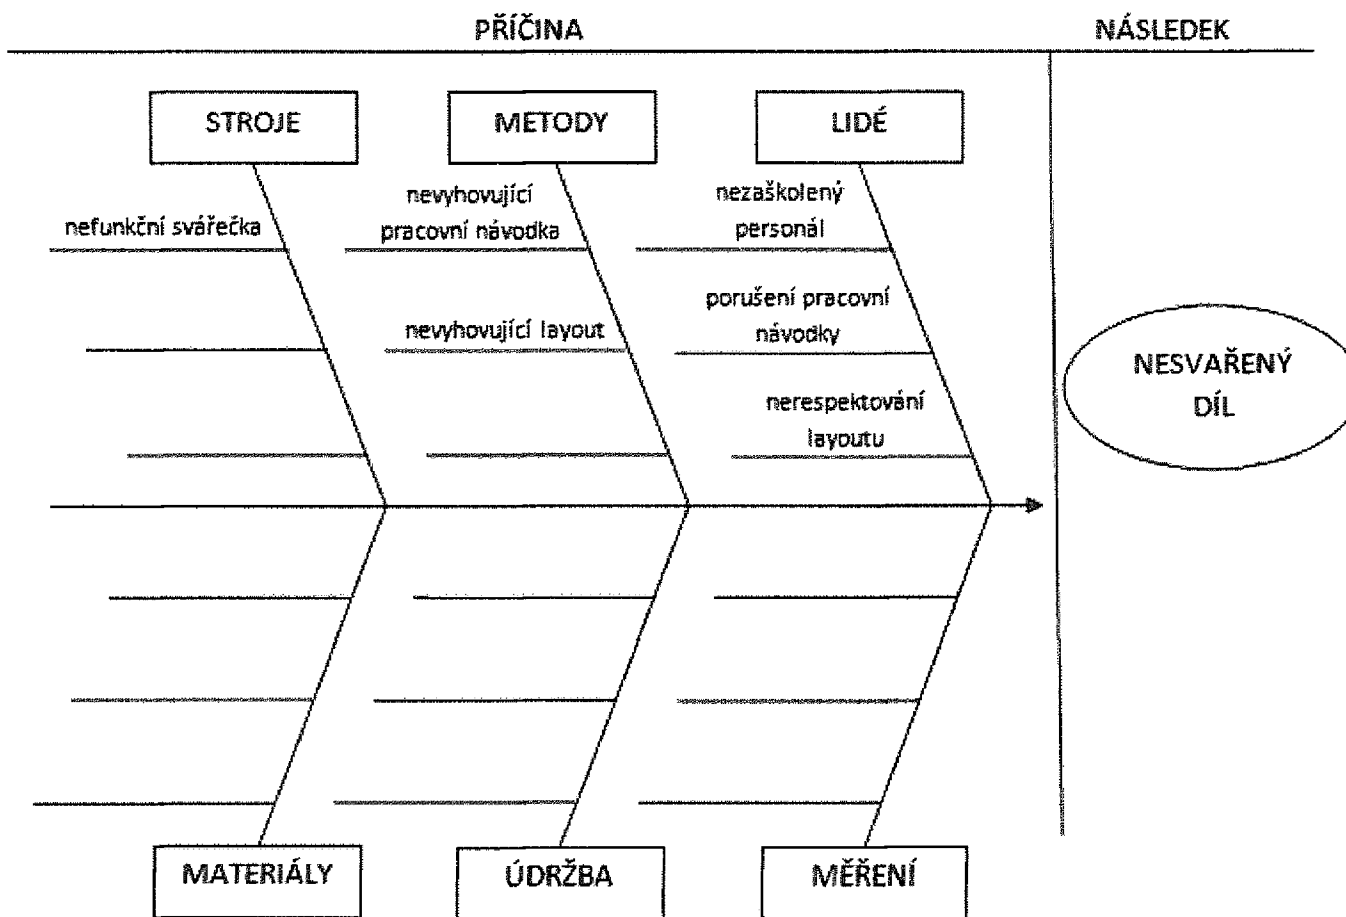 PŘÍČINA
NÁSLEDEK
STROJE
METODY
LIDÉ
nefunkční svářečka
nevyhovující
pracovní návodka
nevyhovující layout
nezaškolený
personál
porušení pracovní
návodky
nerespektování
layoutu
NESVAŘENÝ
DÍL
MATERIÁLY
ÚDRŽBA
MĚŘENÍ